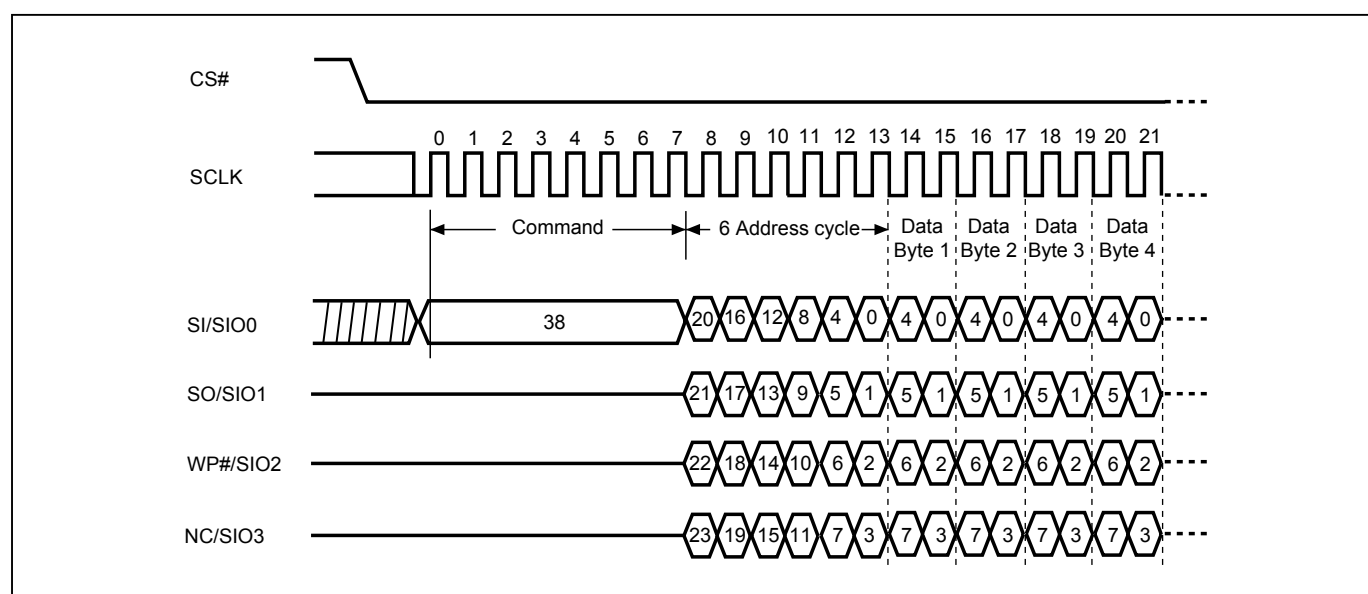 CS#
0 1 2 3 4 5 6 7 8 9 10 11 12 13 14 15 16 17 18 19 20 21
SCLK
Command 6 Address cycle Data Data Data Data
Byte 1 Byte 2 Byte 3 Byte 4
SI/SIO0 38 20 16 12 8 4 0 4 0 4 0 4 0 4 0
SO/SIO1 21 17 13 9 5 1 5 1 5 1 5 1 5 1
WP#/SIO2 22 18 14 10 6 2 6 2 6 2 6 2 6 2
NC/SIO3 23 19 15 11 7 3 7 3 7 3 7 3 7 3